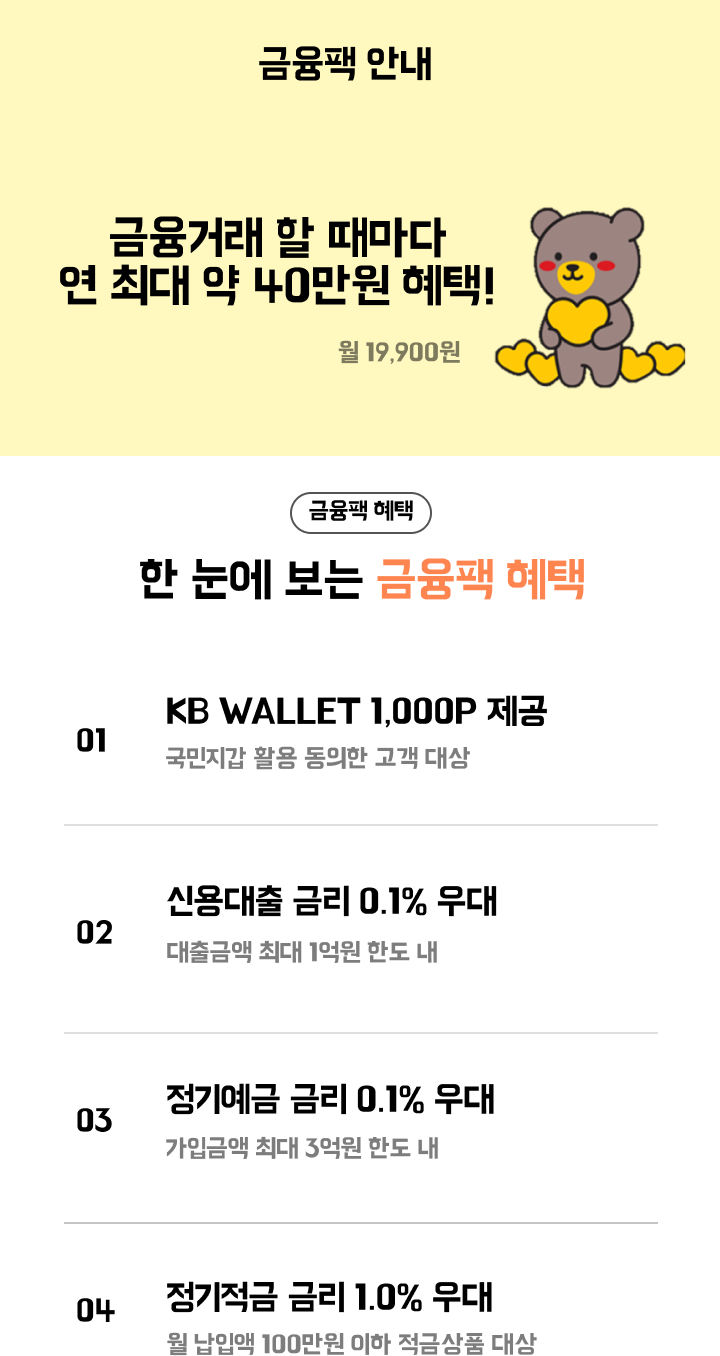 금융팩 안내
금융거래 할 때마다
연 최대 약 40만원 혜택!
월 19,900원
금융팩 혜택
한 눈에 보는 금융팩 혜택
01
KB WALLET 1,000P 제공
국민지갑 활용 동의한 고객 대상
02
신용대출 금리 0.1% 우대
대출금액 최대 1억원 한도 내
03
정기예금 금리 0.1% 우대
가입금액 최대 3억원 한도 내
04
정기적금 금리 1.0% 우대
월 납입액 100만원 이하 적금상품 대상